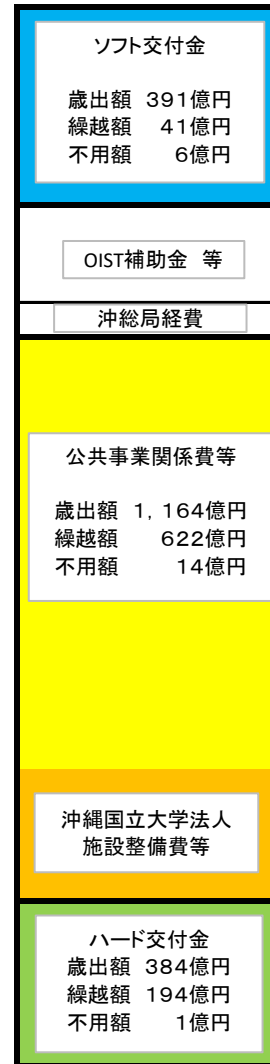 ソフト交付金
歳出額 391億円
繰越額 41億円
不用額 6億円
OIST補助金 等
沖総局経費
公共事業関係費等
歳出額 1,164億円
繰越額 622億円
不用額 14億円
沖縄国立大学法人
施設整備費等
ハード交付金
歳出額 384億円
繰越額 194億円
不用額 1億円